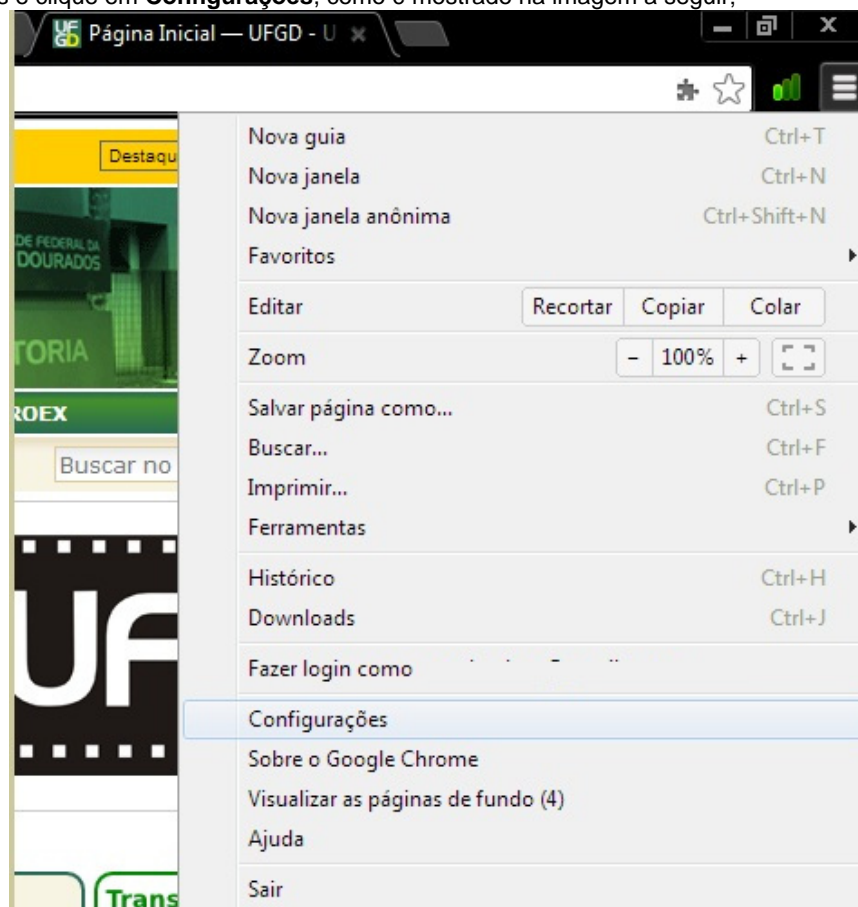 e clique em Configurações, como é mostrado na imagem a seguir;
UF GD Página Inicial — UFGD - U
Destaqu
DE FEDERAL DA
DOURADOS
TORIA
ROEX
Buscar no
UF
Trans
Nova guia Ctrl+T
Nova janela Ctrl+N
Nova janela anônima Ctrl+Shift+N
Favoritos
Editar Recortar Copiar Colar
Zoom - 100% +
Salvar página como... Ctrl+S
Buscar... Ctrl+F
Imprimir... Ctrl+P
Ferramentas
Histórico Ctrl+H
Downloads Ctrl+J
Fazer login como
Configurações
Sobre o Google Chrome
Visualizar as páginas de fundo (4)
Ajuda
Sair